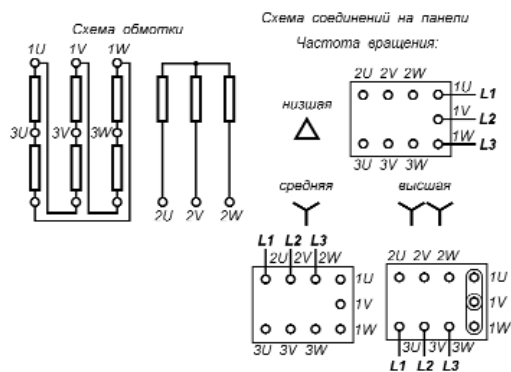 Схема обмотки
1U 1V 1W
3U 3V 3W
2U 2V 2W
Схема соединений на панели
Частота вращения:
низшая
2U 2V 2W
1U L1
1V L2
1W L3
3U 3V 3W
средняя
L1 L2 L3
2U 2V 2W
1U
1V
1W
3U 3V 3W
высшая
2U 2V 2W
1U
1V
1W
3U 3V 3W
L1 L2 L3